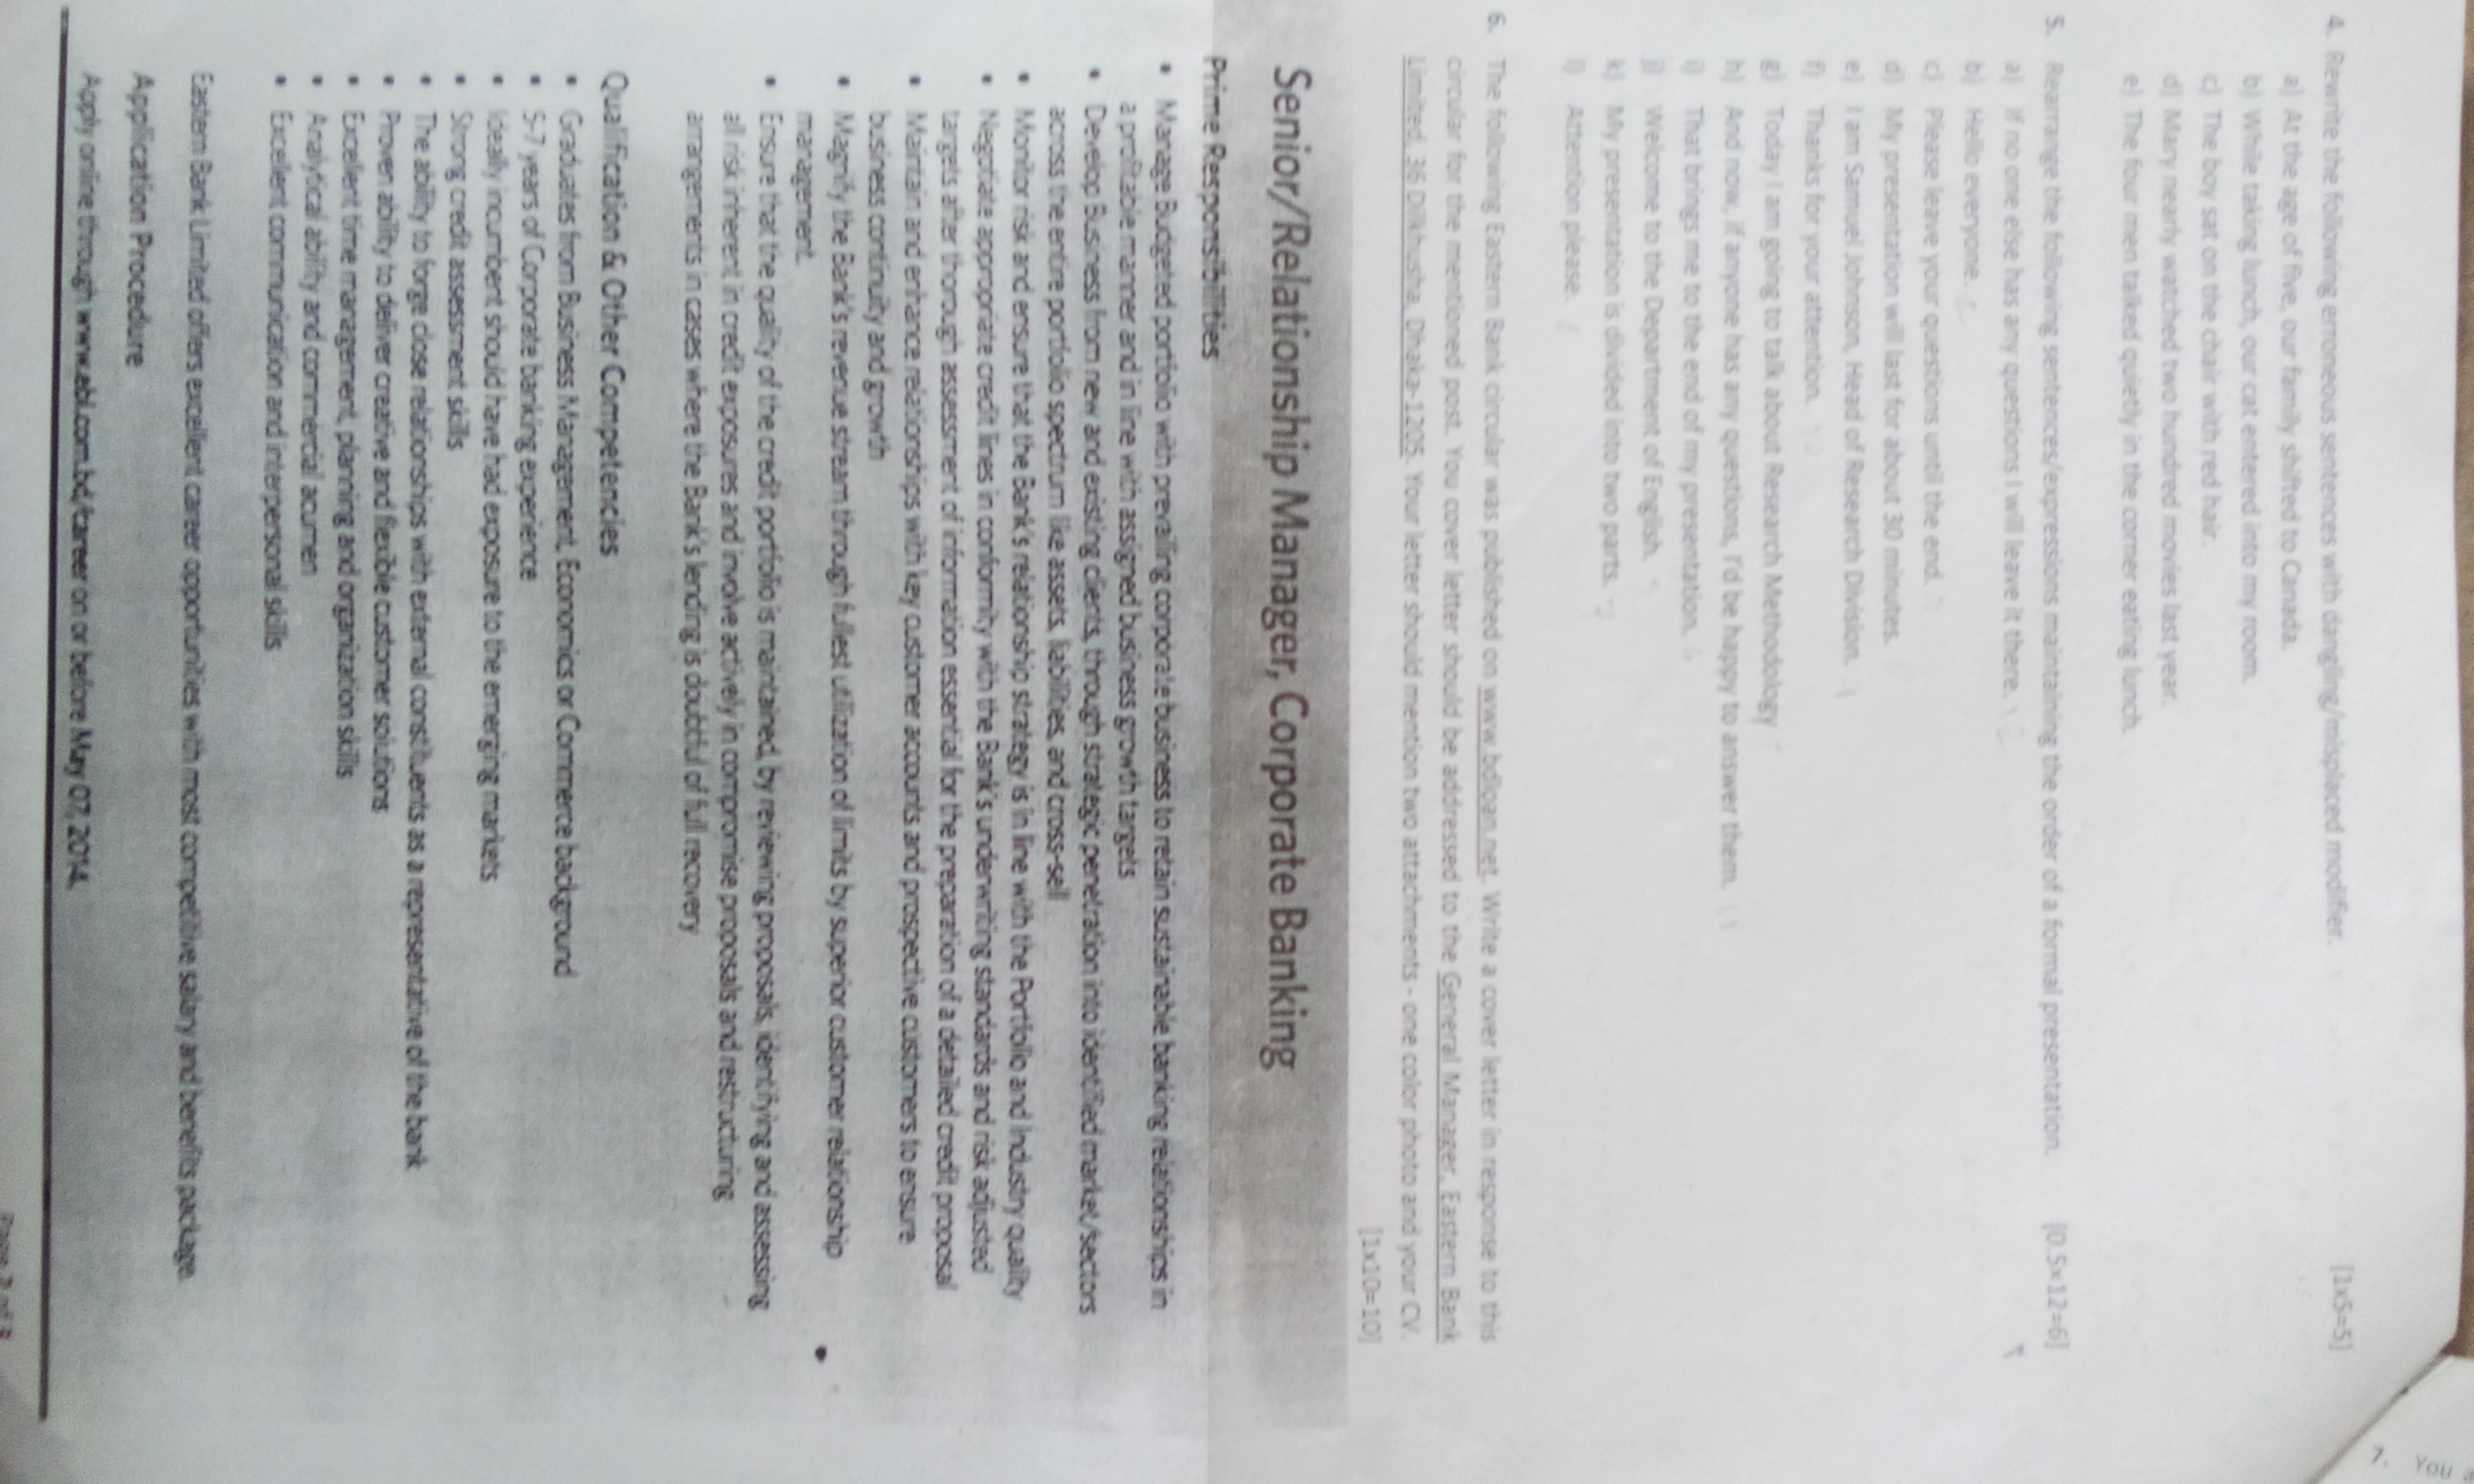 4. Rewrite the following erroneous sentences with dangling/misplaced modifier. [1x5=5]
a) At the age of five, our family shifted to Canada.
b) While taking lunch, our cat entered into my room.
c) The boy sat on the chair with red hair.
d) Mary nearly watched two hundred movies last year.
e) The four men talked quietly in the corner eating lunch.
5. Rearrange the following sentences/expressions maintaining the order of a formal presentation. [0.5x12=6]
a) If no one else has any questions I will leave it there.
b) Hello everyone.
c) Please leave your questions until the end.
d) My presentation will last for about 30 minutes.
e) I am Samuel Johnson, Head of Research Division.
f) Thanks for your attention.
g) Today I am going to talk about Research Methodology
h) And now, if anyone has any questions, I'd be happy to answer them.
i) That brings me to the end of my presentation.
j) Welcome to the Department of English.
k) My presentation is divided into two parts.
l) Attention please.
6. The following Eastern Bank circular was published on www.bdloan.net. Write a cover letter in response to this
circular for the mentioned post. You cover letter should be addressed to the General Manager, Eastern Bank
Limited, 36 Dilkhusha, Dhaka-1205. Your letter should mention two attachments - one color photo and your CV.
[1x10=10]
Senior/Relationship Manager, Corporate Banking
Prime Responsibilities
• Manage Budgeted portfolio with prevailing corporate business to retain sustainable banking relationships in
a profitable manner and in line with assigned business growth targets
• Develop Business from new and existing clients, through strategic penetration into identified market/sectors
across the entire portfolio spectrum like assets, liabilities, and cross-sell
• Monitor risk and ensure that the Bank's relationship strategy is in line with the Portfolio and Industry quality
• Negotiate appropriate credit lines in conformity with the Bank's underwriting standards and risk adjusted
targets after thorough assessment of information essential for the preparation of a detailed credit proposal
• Maintain and enhance relationships with key customer accounts and prospective customers to ensure
business continuity and growth
• Magnify the Bank's revenue stream through fullest utilization of limits by superior customer relationship
management.
• Ensure that the quality of the credit portfolio is maintained, by reviewing proposals, identifying and assessing
all risk inherent in credit exposures and involve actively in compromise proposals and restructuring
arrangements in cases where the Bank's lending is doubtful of full recovery
Qualification & Other Competencies
• Graduates from Business Management, Economics or Commerce background
• 5-7 years of Corporate banking experience
• Ideally incumbent should have had exposure to the emerging markets
• Strong credit assessment skills
• The ability to forge close relationships with external constituents as a representative of the bank
• Proven ability to deliver creative and flexible customer solutions
• Excellent time management, planning and organization skills
• Analytical ability and commercial acumen
• Excellent communication and interpersonal skills
Eastern Bank Limited offers excellent career opportunities with most competitive salary and benefits package.
Application Procedure
Apply online through www.ebl.com.bd/career on or before May 07, 2014.
Page 2 of 3
7. You